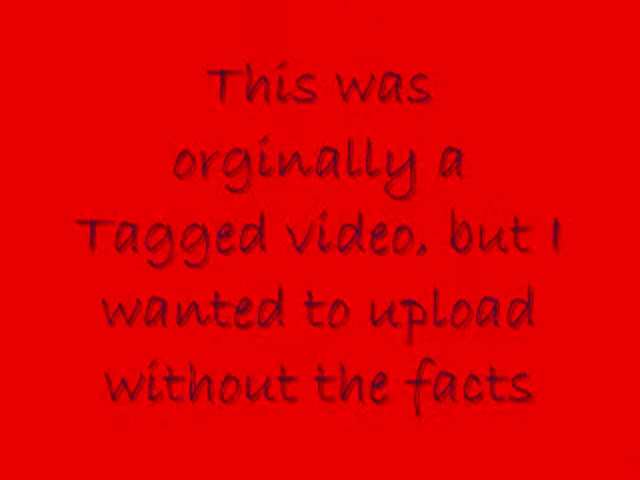 This was
orginally a
Tagged video, but I
wanted to upload
without the facts